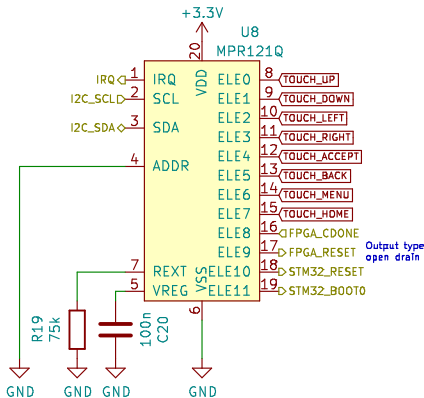 +3.3V
U8
MPR121Q
20
VDD
IRQ 1 IRQ
I2C_SCL 2 SCL
I2C_SDA 3 SDA
4 ADDR
7 REXT
5 VREG
ELE0 8 TOUCH_UP
ELE1 9 TOUCH_DOWN
ELE2 10 TOUCH_LEFT
ELE3 11 TOUCH_RIGHT
ELE4 12 TOUCH_ACCEPT
ELE5 13 TOUCH_BACK
ELE6 14 TOUCH_MENU
ELE7 15 TOUCH_HOME
ELE8 16 FPGA_CDONE
ELE9 17 FPGA_RESET
ELE10 18 STM32_RESET
ELE11 19 STM32_BOOT0
Output type
open drain
VSS
6
R19
75k
100n
C20
GND GND GND GND